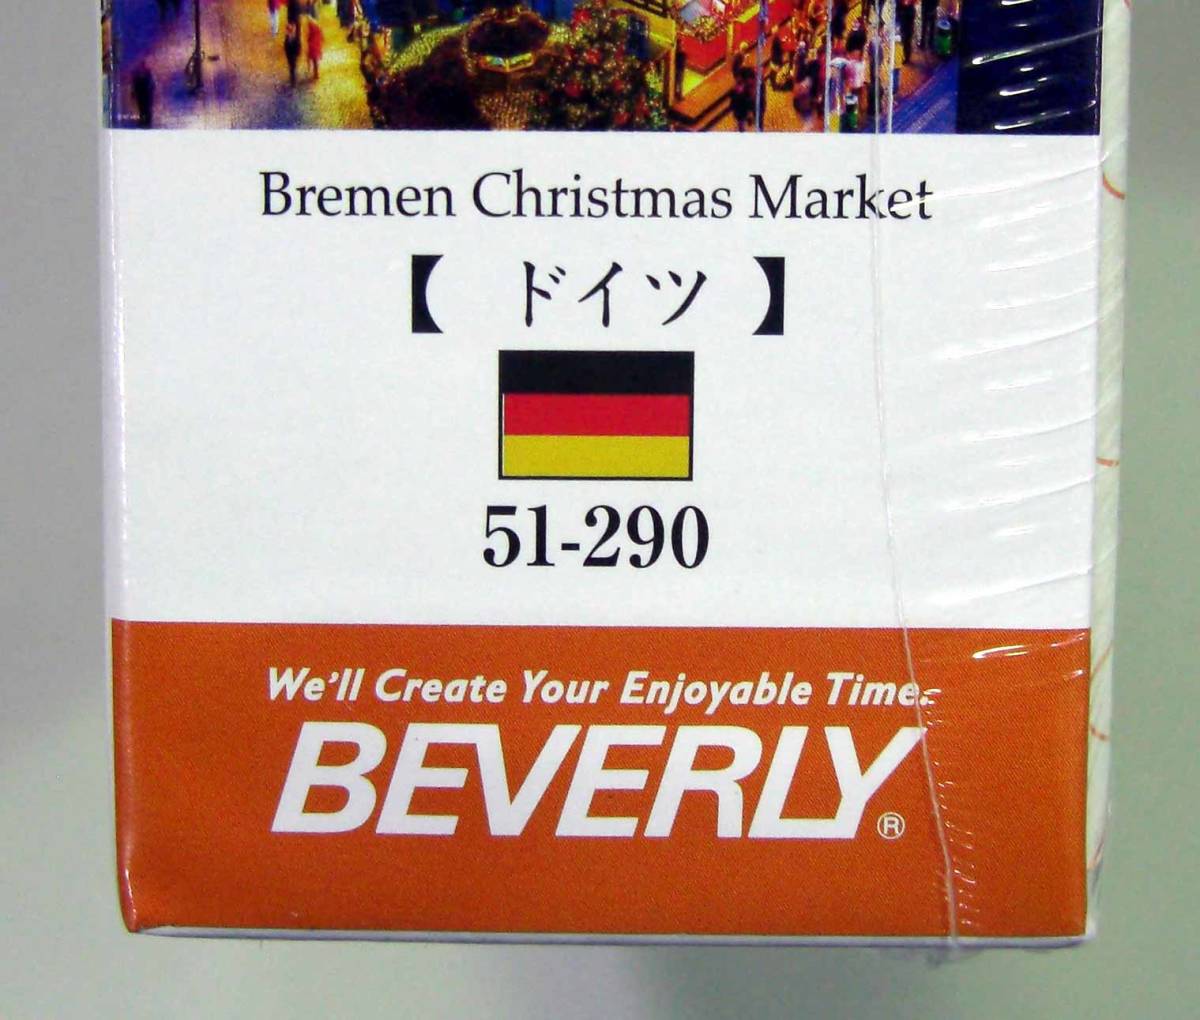 Bremen Christmas Market
【 ドイツ 】
51-290
We'll Create Your Enjoyable Time.
BEVERLY®